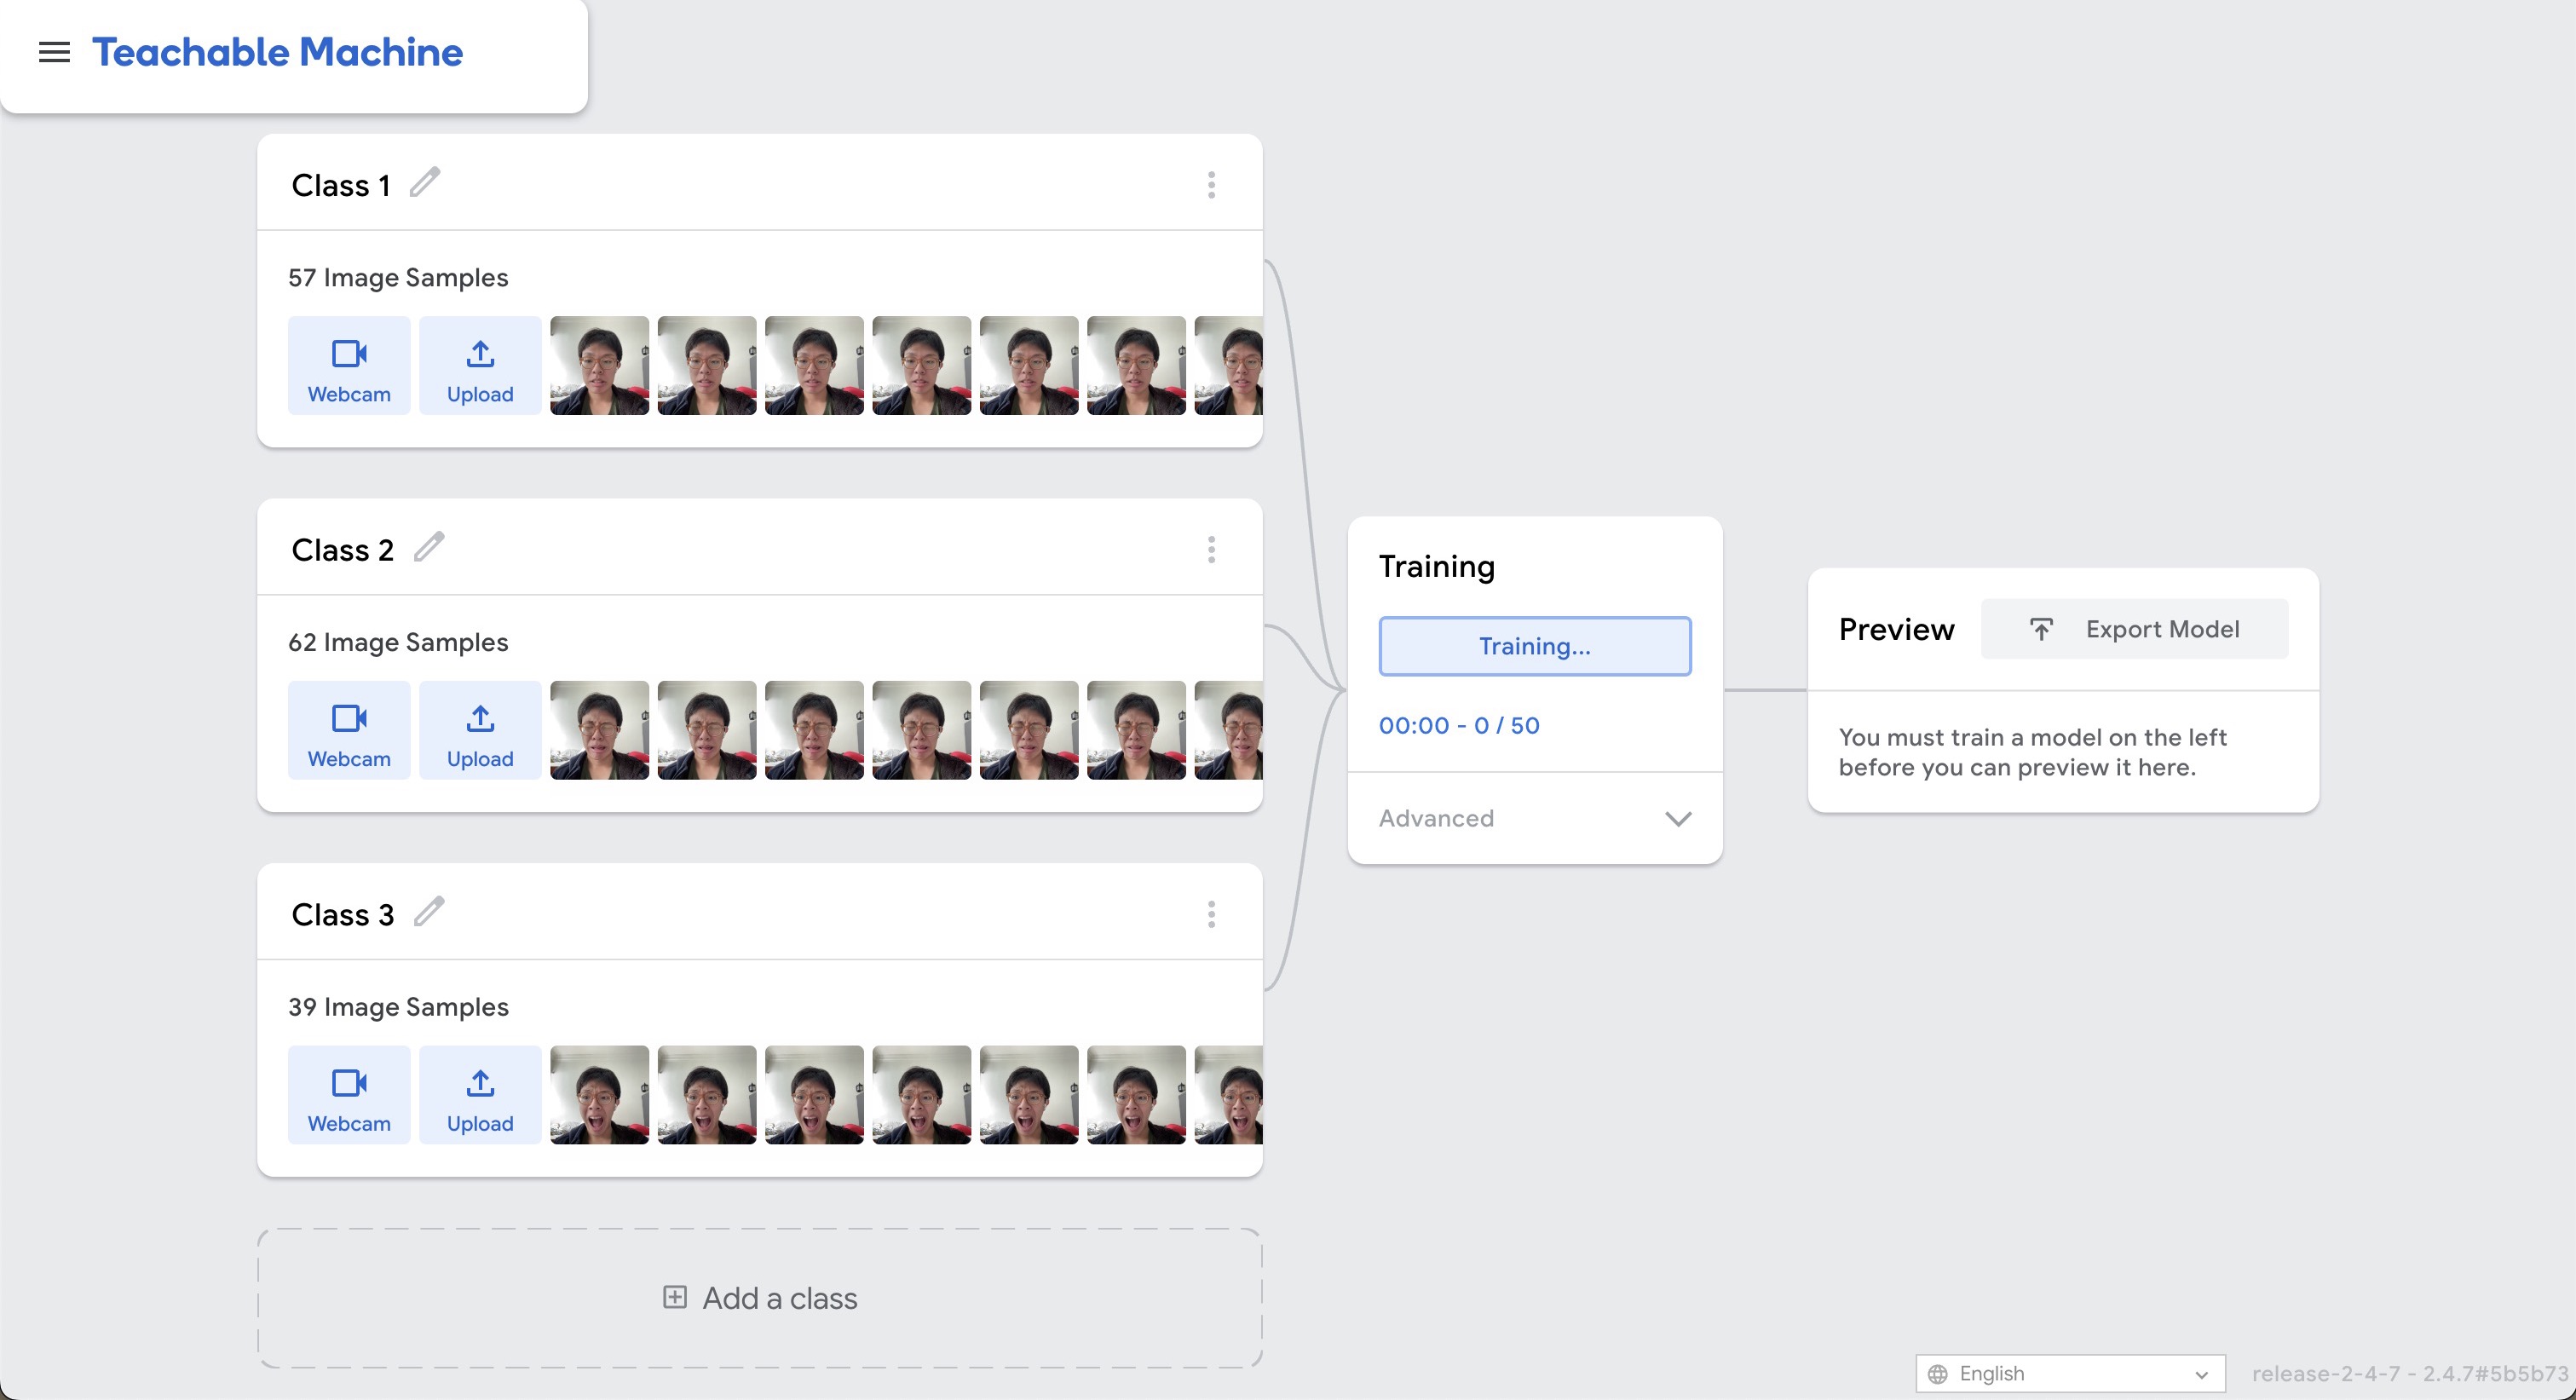 Teachable Machine
Class 1
57 Image Samples
Webcam
Upload
Class 2
62 Image Samples
Webcam
Upload
Class 3
39 Image Samples
Webcam
Upload
Add a class
Training
Training...
00:00 - 0 / 50
Advanced
Preview
Export Model
You must train a model on the left
before you can preview it here.
English
release-2-4-7 - 2.4.7#5b5b73